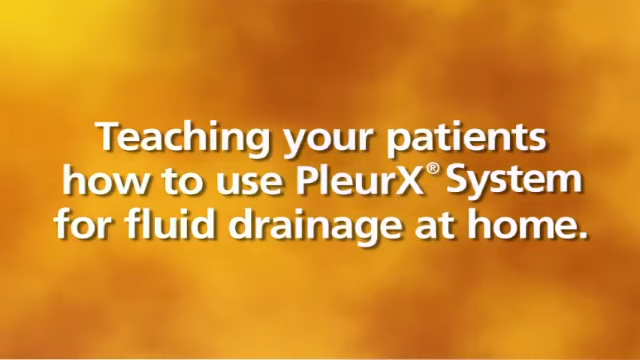 Teaching your patients
how to use PleurX® System
for fluid drainage at home.